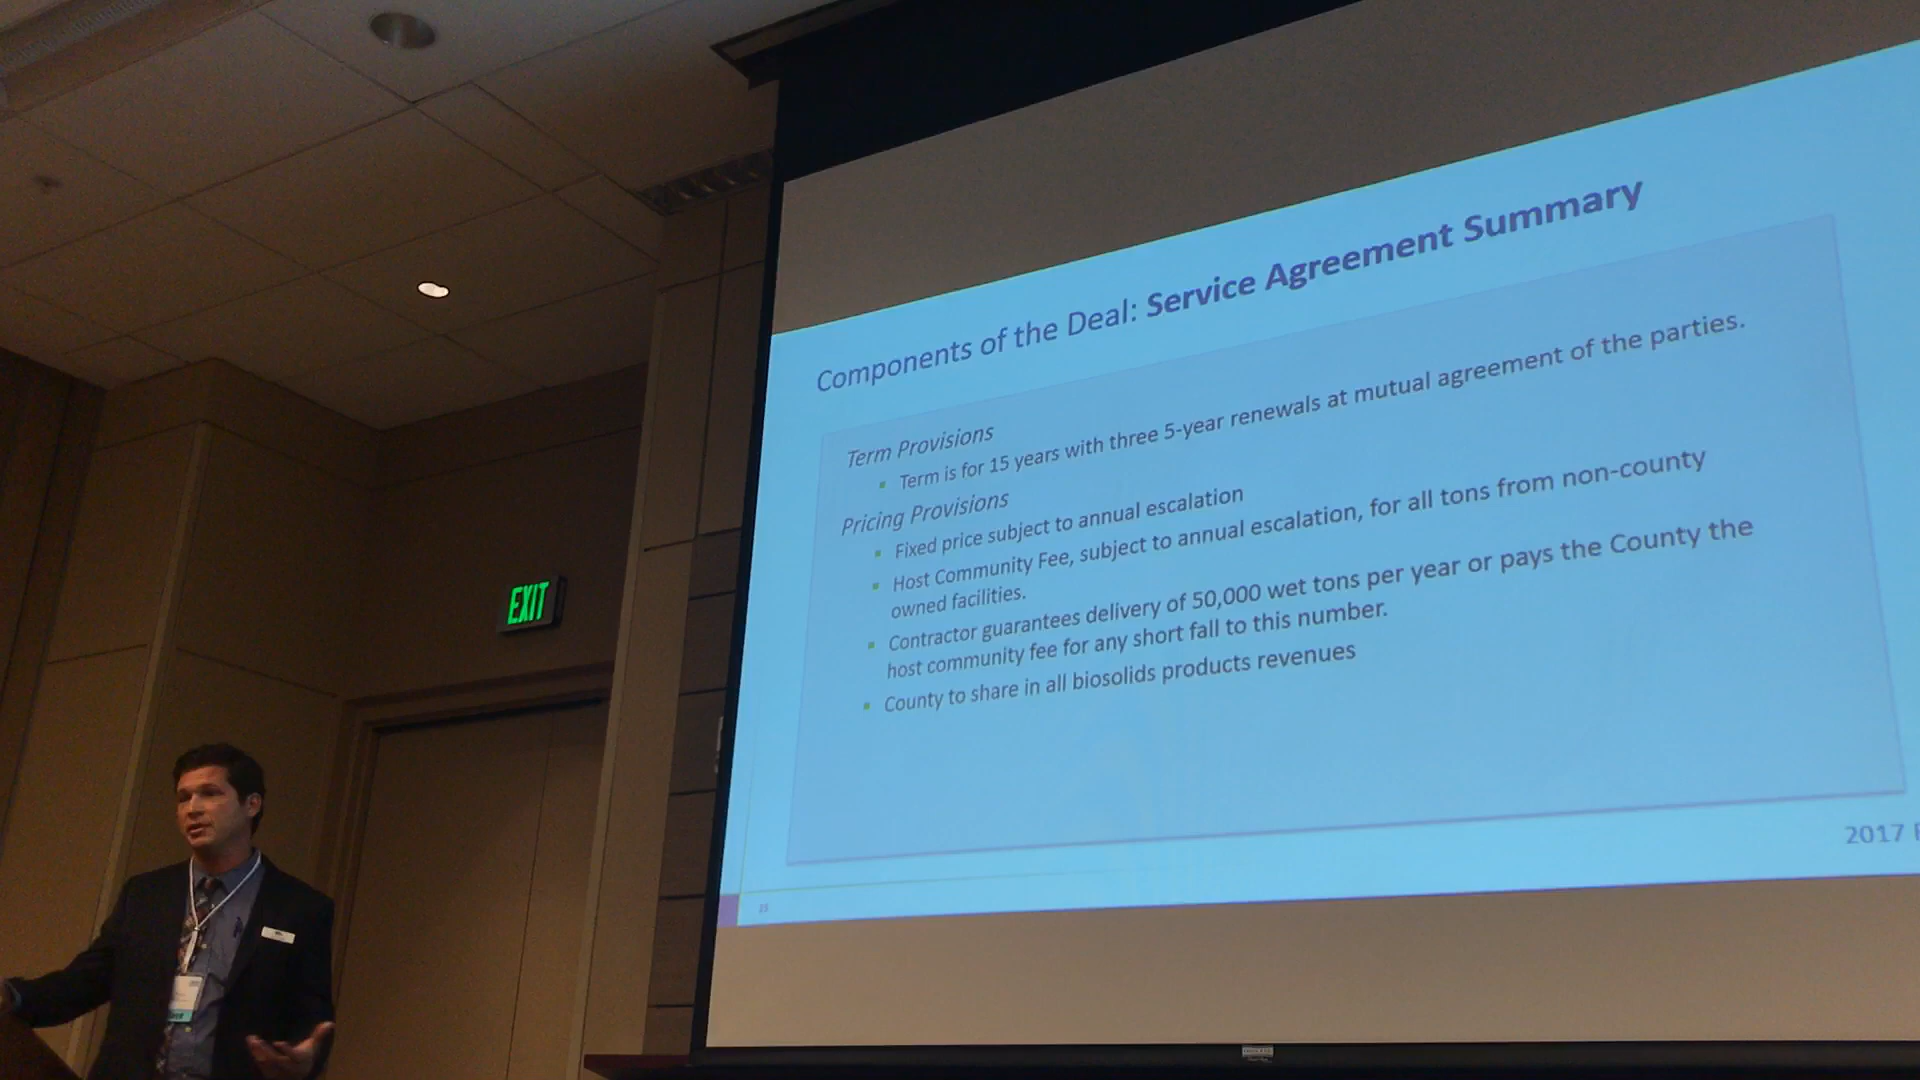 Components of the Deal: Service Agreement Summary
Term Provisions
Term is for 15 years with three 5-year renewals at mutual agreement of the parties.
Pricing Provisions
Fixed price subject to annual escalation
Host Community Fee, subject to annual escalation, for all tons from non-county
owned facilities.
Contractor guarantees delivery of 50,000 wet tons per year or pays the County the
host community fee for any short fall to this number.
County to share in all biosolids products revenues
2017
EXIT